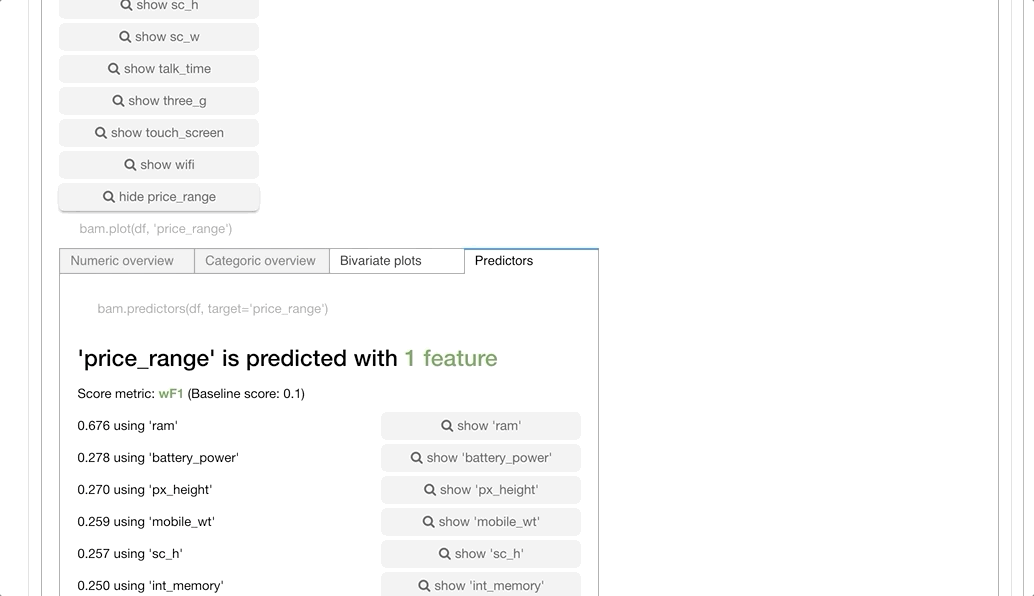 show sc_h
show sc_w
show talk_time
show three_g
show touch_screen
show wifi
hide price_range
bam.plot(df, 'price_range')
Numeric overview Categoric overview Bivariate plots Predictors
bam.predictors(df, target='price_range')
'price_range' is predicted with 1 feature
Score metric: wF1 (Baseline score: 0.1)
0.676 using 'ram' show 'ram'
0.278 using 'battery_power' show 'battery_power'
0.270 using 'px_height' show 'px_height'
0.259 using 'mobile_wt' show 'mobile_wt'
0.257 using 'sc_h' show 'sc_h'
0.250 using 'int_memory' show 'int_memory'